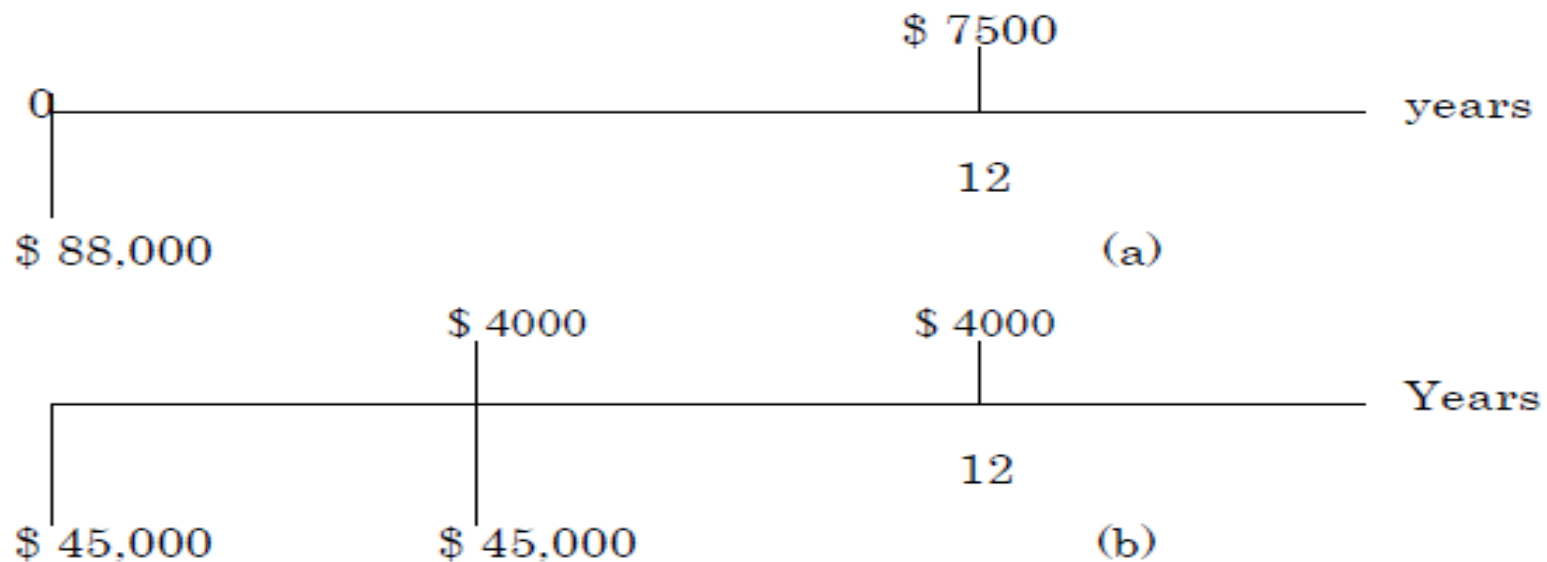 $ 7500
0 years
12
$ 88,000 (a)
$ 4000 $ 4000
Years
12
$ 45,000 $ 45,000 (b)